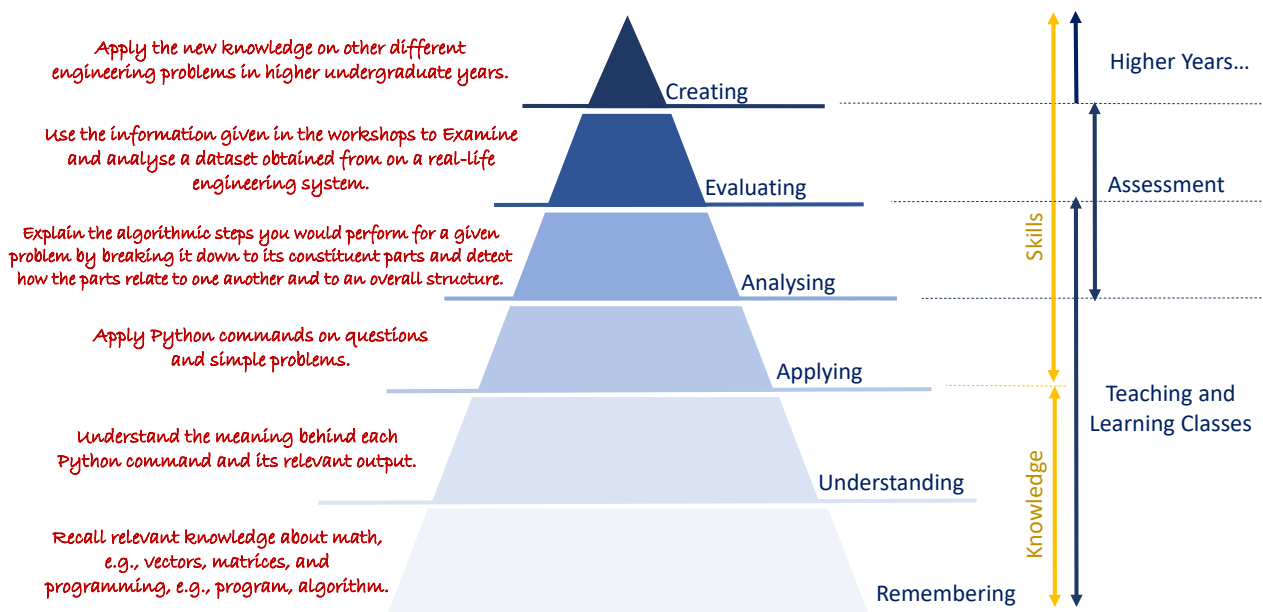 Apply the new knowledge on other different
engineering problems in higher undergraduate years.
Creating
Higher Years...
Use the information given in the workshops to Examine
and analyse a dataset obtained from on a real-life
engineering system.
Evaluating
Assessment
Skills
Explain the algorithmic steps you would perform for a given
problem by breaking it down to its constituent parts and detect
how the parts relate to one another and to an overall structure.
Analysing
Apply Python commands on questions
and simple problems.
Applying
Teaching and
Learning Classes
Understand the meaning behind each
Python command and its relevant output.
Understanding
Knowledge
Recall relevant knowledge about math,
e.g., vectors, matrices, and
programming, e.g., program, algorithm.
Remembering